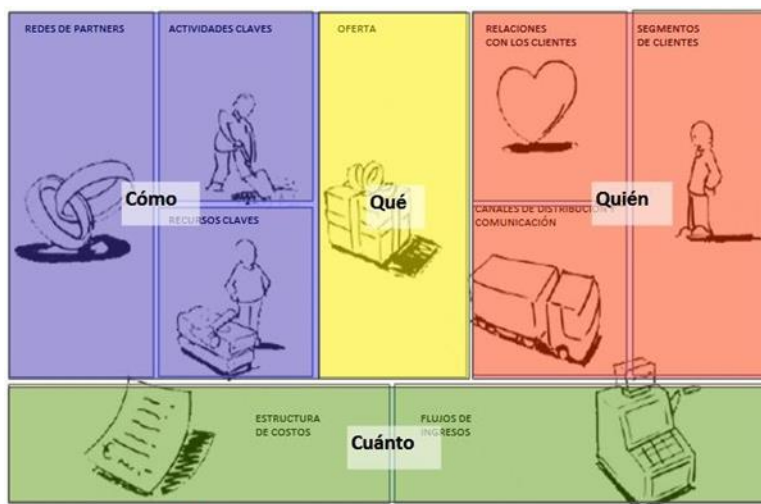 REDES DE PARTNERS
ACTIVIDADES CLAVES
OFERTA
RELACIONES
CON LOS CLIENTES
SEGMENTOS
DE CLIENTES
Cómo
Qué
Quién
RECURSOS CLAVES
CANALES DE DISTRIBUCIÓN Y
COMUNICACIÓN
ESTRUCTURA
DE COSTOS
FLUJOS DE
INGRESOS
Cuánto